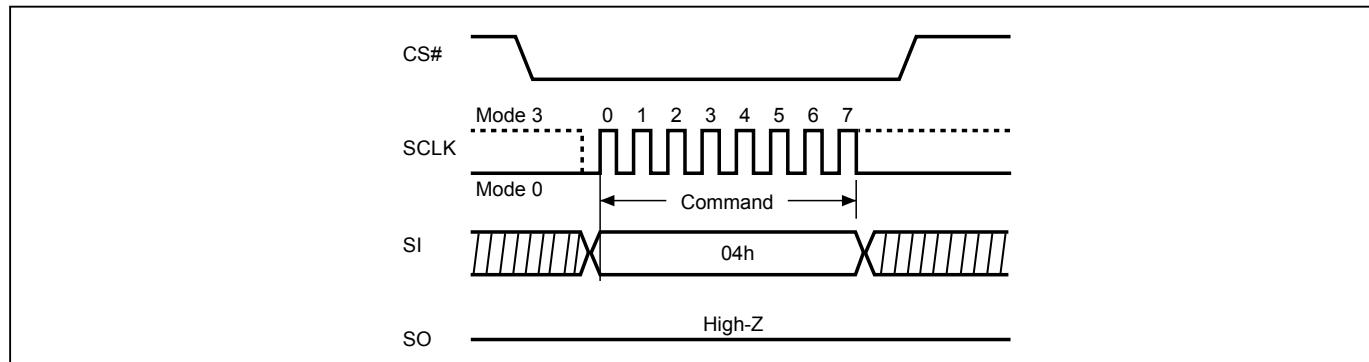 CS#
Mode 3
0 1 2 3 4 5 6 7
SCLK
Mode 0
Command
SI
04h
High-Z
SO